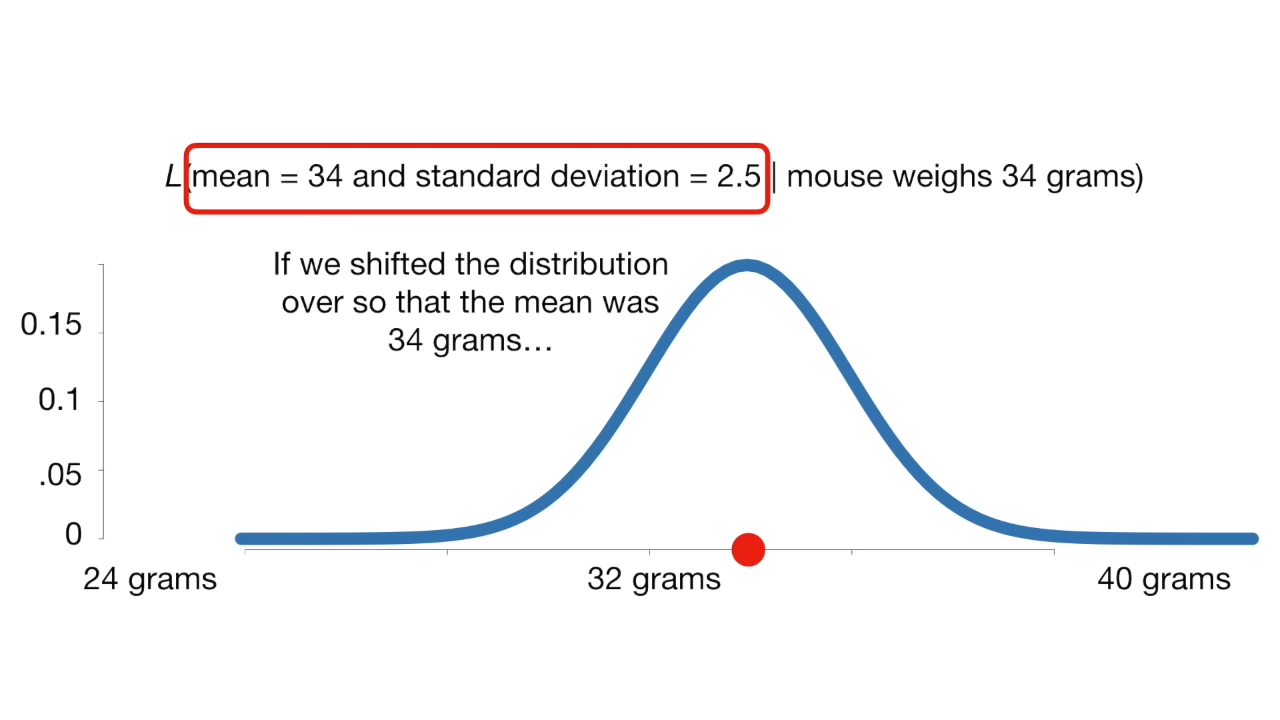 L(mean = 34 and standard deviation = 2.5 | mouse weighs 34 grams)
If we shifted the distribution
over so that the mean was
34 grams…
0.15
0.1
.05
0
24 grams
32 grams
40 grams